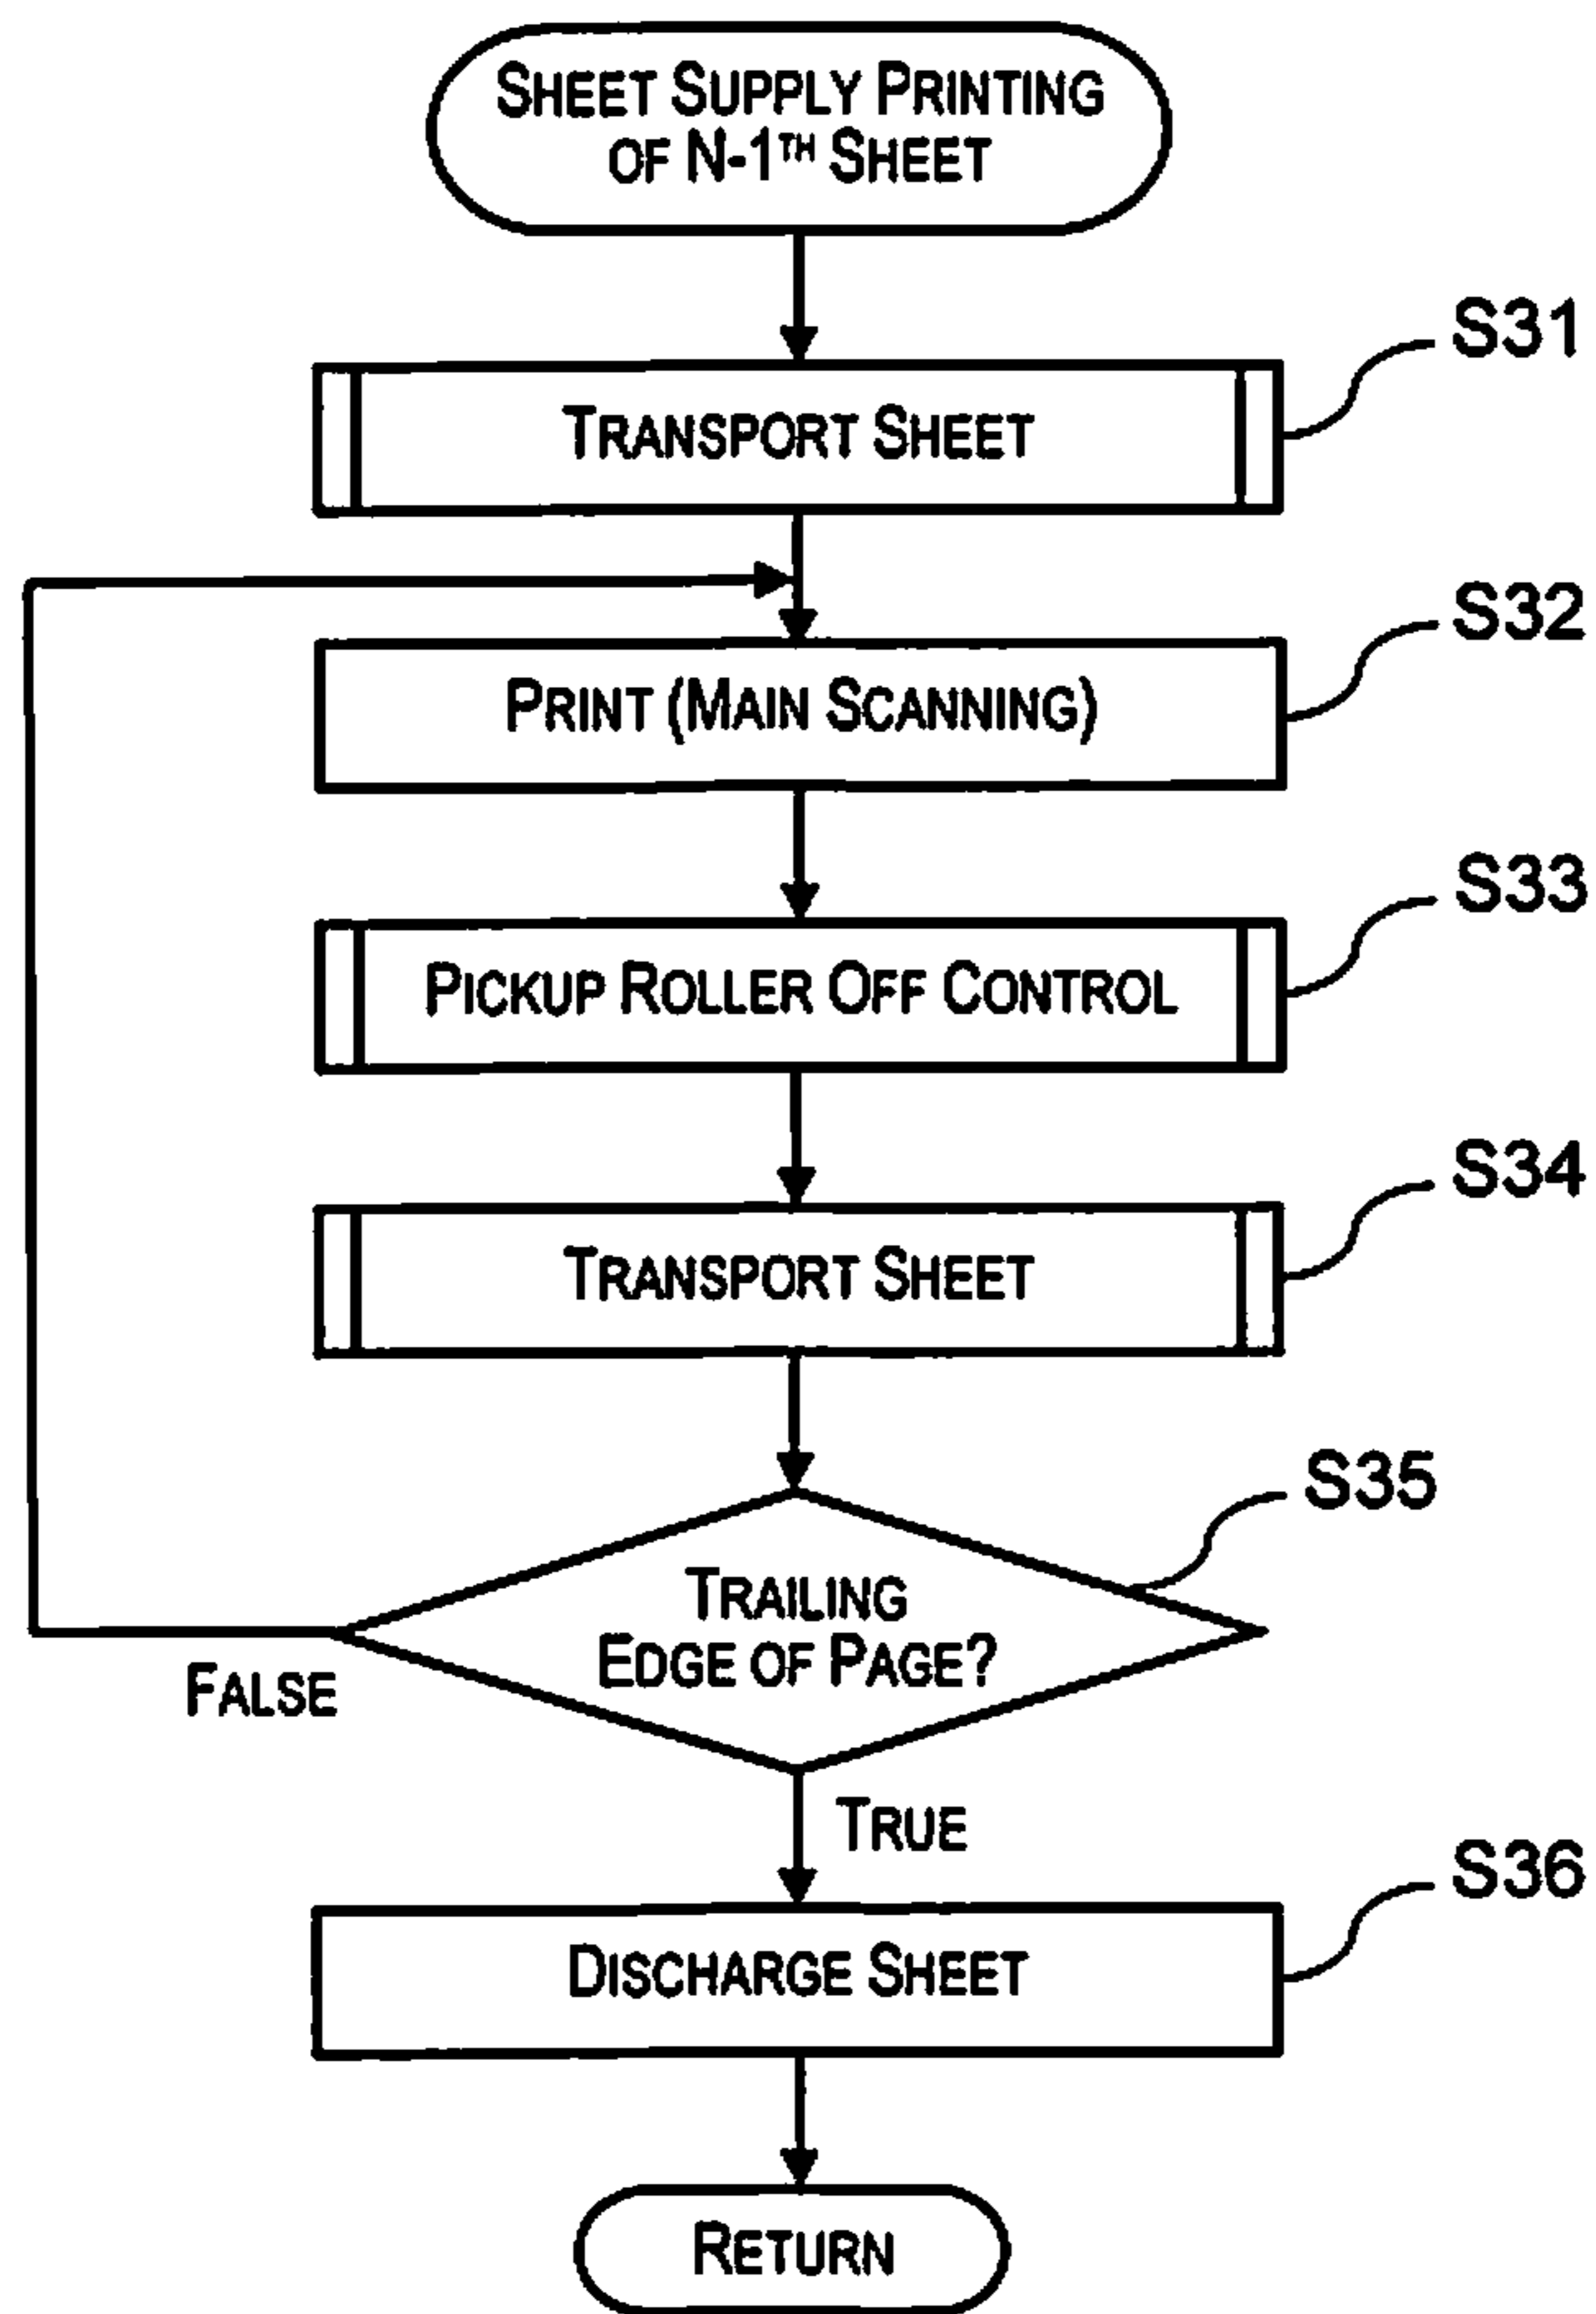 SHEET SUPPLY PRINTING
OF N-1TH SHEET
S31
TRANSPORT SHEET
S32
PRINT (MAIN SCANNING)
S33
PICKUP ROLLER OFF CONTROL
S34
TRANSPORT SHEET
S35
TRAILING
EDGE OF PAGE?
FALSE
TRUE
S36
DISCHARGE SHEET
RETURN